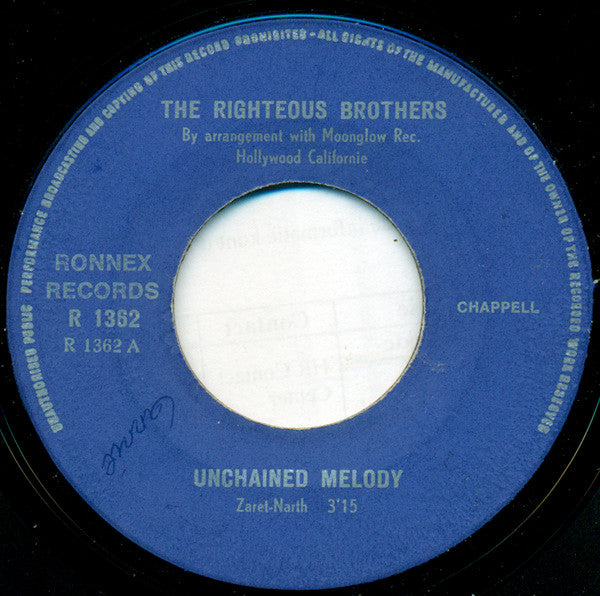 UNAUTHORISED PUBLIC PERFORMANCE BROADCASTING AND COPYING OF THIS RECORD PROHIBITED - ALL RIGHTS OF THE MANUFACTURER AND OF THE OWNER OF THE RECORDED WORK RESERVED
THE RIGHTEOUS BROTHERS
By arrangement with Moonglow Rec.
Hollywood Californie
RONNEX
RECORDS
R 1362
R 1362 A
CHAPPELL
Connie
UNCHAINED MELODY
Zaret-Narth 3'15